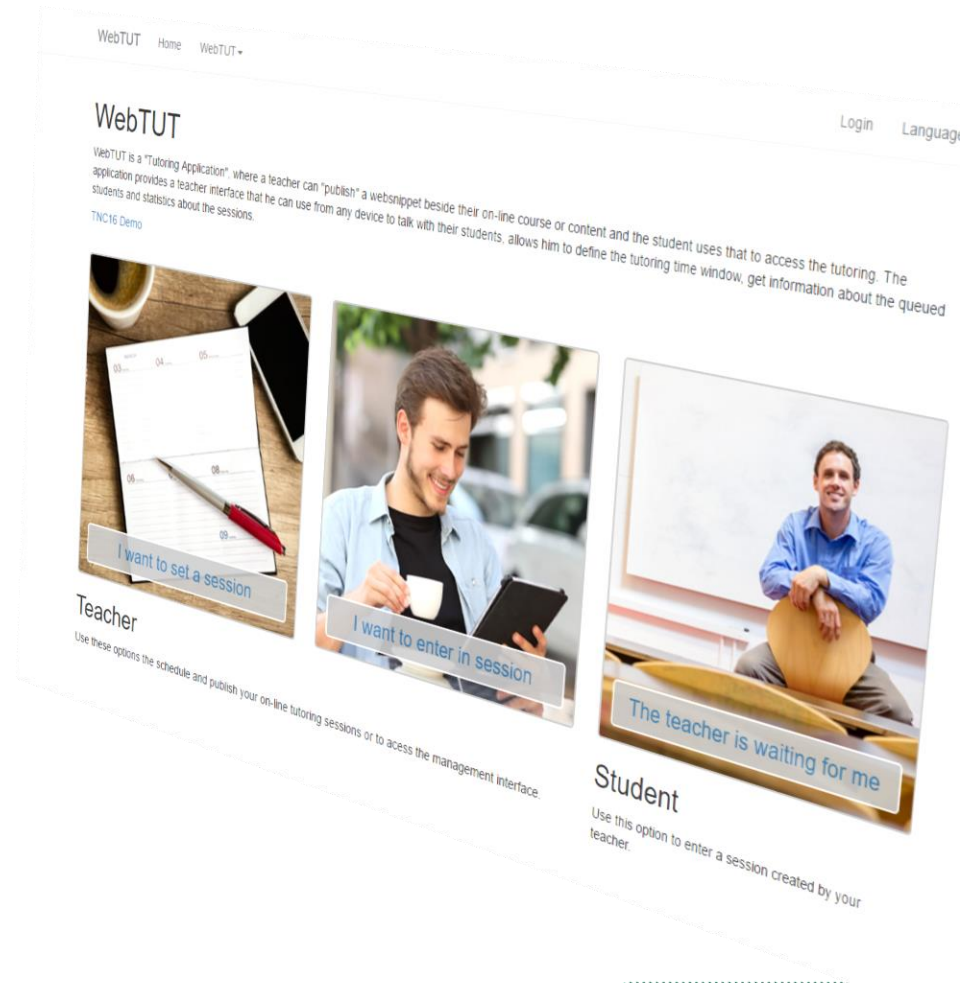 WebTUT Home WebTUT
Login Language
WebTUT
WebTUT is a "Tutoring Application", where a teacher can "publish" a websnippet beside their on-line course or content and the student uses that to access the tutoring. The
application provides a teacher interface that he can use from any device to talk with their students, allows him to define the tutoring time window, get information about the queued
students and statistics about the sessions.
TNC16 Demo
03
04
05
06
08
09
I want to set a session
I want to enter in session
The teacher is waiting for me
Teacher
Use these options the schedule and publish your on-line tutoring sessions or to acess the management interface.
Student
Use this option to enter a session created by your
teacher.